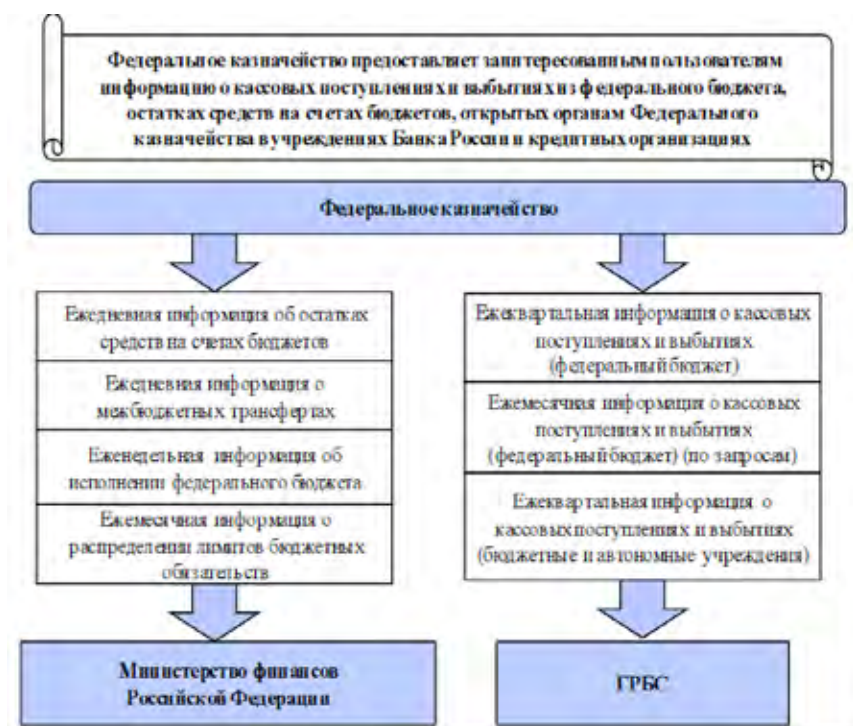 Федеральное казначейство предоставляет заинтересованным пользователям
информацию о кассовых поступлениях и выбытиях из федерального бюджета,
остатках средств на счетах бюджетов, открытых органам Федерального
казначейства в учреждениях Банка России и кредитных организациях
Федеральное казначейство
Ежедневная информация об остатках
средств на счетах бюджетов
Ежедневная информация о
межбюджетных трансфертах
Еженедельная информация об
исполнении федерального бюджета
Ежемесячная информация о
распределении лимитов бюджетных
обязательств
Министерство финансов
Российской Федерации
Ежеквартальная информация о кассовых
поступлениях и выбытиях
(федеральный бюджет)
Ежемесячная информация о кассовых
поступлениях и выбытиях
(федеральный бюджет) (по запросам)
Ежеквартальная информация о
кассовых поступлениях и выбытиях
(бюджетные и автономные учреждения)
ГРБС